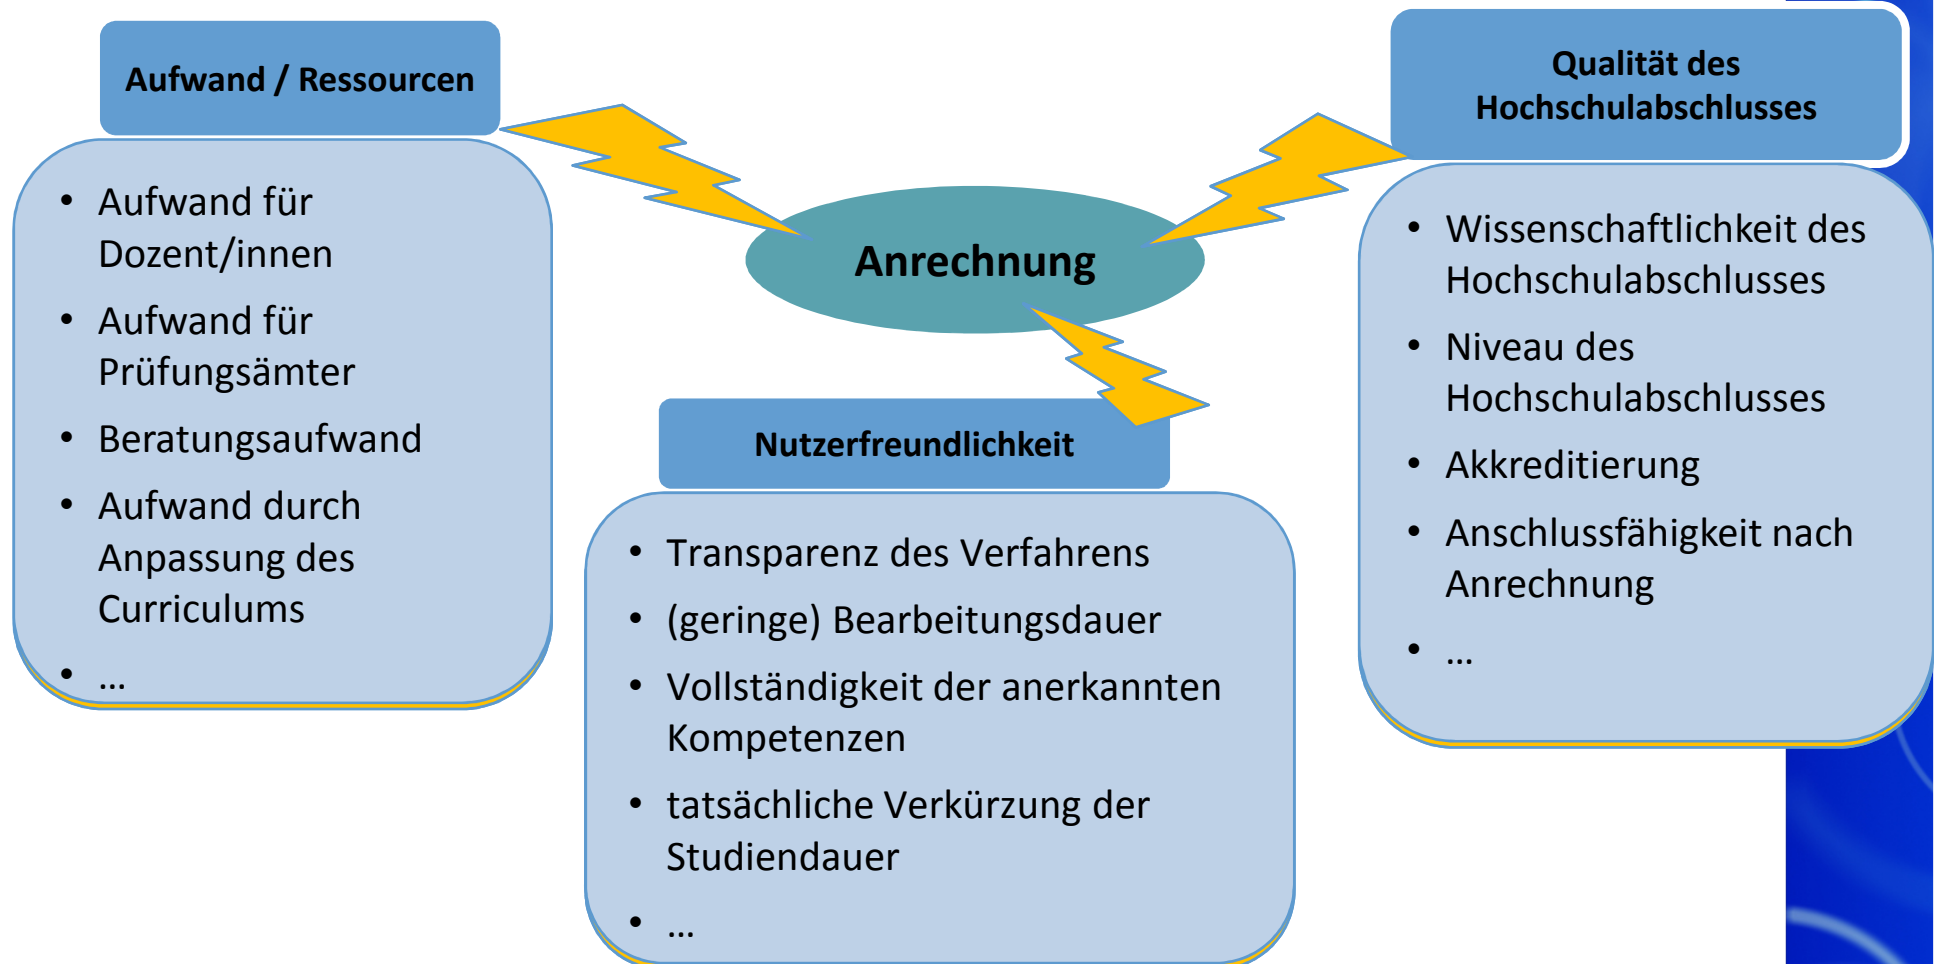 Aufwand / Ressourcen
• Aufwand für
Dozent/innen
• Aufwand für
Prüfungsämter
• Beratungsaufwand
• Aufwand durch
Anpassung des
Curriculums
• ...
Anrechnung
Nutzerfreundlichkeit
• Transparenz des Verfahrens
• (geringe) Bearbeitungsdauer
• Vollständigkeit der anerkannten
Kompetenzen
• tatsächliche Verkürzung der
Studiendauer
• ...
Qualität des
Hochschulabschlusses
• Wissenschaftlichkeit des
Hochschulabschlusses
• Niveau des
Hochschulabschlusses
• Akkreditierung
• Anschlussfähigkeit nach
Anrechnung
• ...